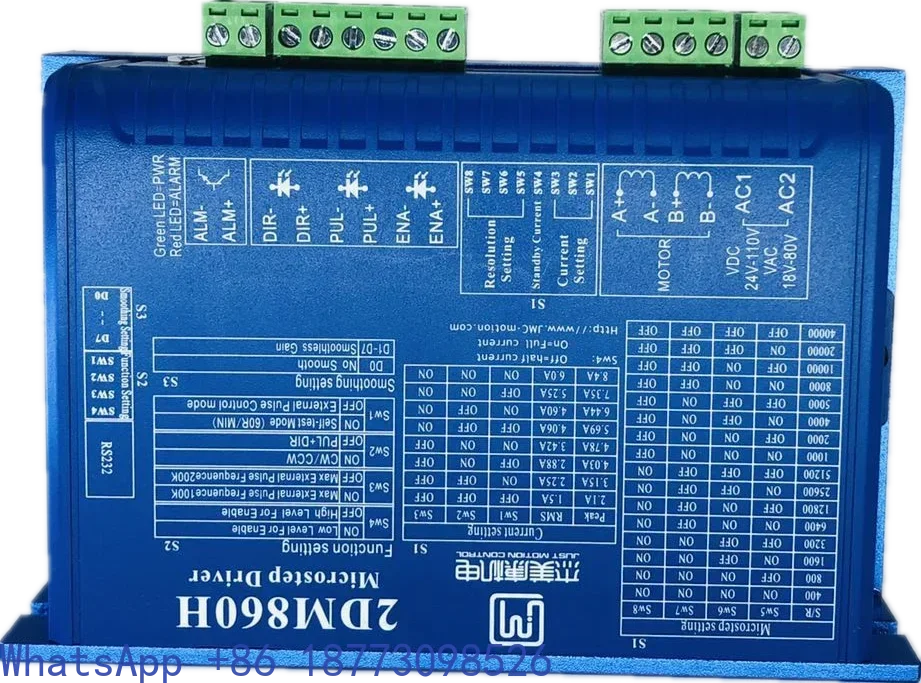 2DM860H
Microstep Driver
杰美康机电
JUST MOTION CONTROL
S1
Microstep setting
S/R Sw5 Sw6 Sw7 Sw8
400 ON ON ON ON
800 OFF ON ON ON
1600 ON OFF ON ON
3200 OFF OFF ON ON
6400 ON ON OFF ON
12800 OFF ON OFF ON
25600 ON OFF OFF ON
51200 OFF OFF OFF ON
1000 ON ON ON OFF
2000 OFF ON ON OFF
4000 ON OFF ON OFF
5000 OFF OFF ON OFF
8000 ON ON OFF OFF
10000 OFF ON OFF OFF
20000 ON OFF OFF OFF
40000 OFF OFF OFF OFF
S1
Current setting
Peak RMS Sw1 Sw2 Sw3
2.1A 1.5A OFF OFF OFF
3.15A 2.25A ON OFF OFF
4.03A 2.88A OFF ON OFF
4.78A 3.42A ON ON OFF
5.69A 4.06A OFF OFF ON
6.44A 4.60A ON OFF ON
7.35A 5.25A OFF ON ON
8.4A 6.0A ON ON ON
Sw4: Off=half current
On=Full current
Http://www.JMC-motion.com
Function setting S2
Sw4 ON Low Level For Enable
OFF High Level For Enable
Sw3 ON Max External Pulse Frequence100K
OFF Max External Pulse Frequence200K
Sw2 ON CW/CCW
OFF PUL+DIR
Sw1 ON Self-test Mode (60R/MIN)
OFF External Pulse Control mode
Smoothing setting S3
D0 No Smooth
D1-D7 Smoothless Gain
RS232
S2
Function Setting
SW4
SW3
SW2
SW1
S3
Smoothing Setting
D7
--
D0
Green LED=PWR
Red LED=ALARM
ALM-
ALM+
DIR-
DIR+
PUL-
PUL+
ENA-
ENA+
SW8
SW7
SW6
SW5
SW4
SW3
SW2
SW1
Resolution Setting
Standby Current
Current Setting
S1
A+
A-
B+
B-
MOTOR
AC1
AC2
VDC
24V-110V
VAC
18V-80V
WhatsApp +86 18773098526